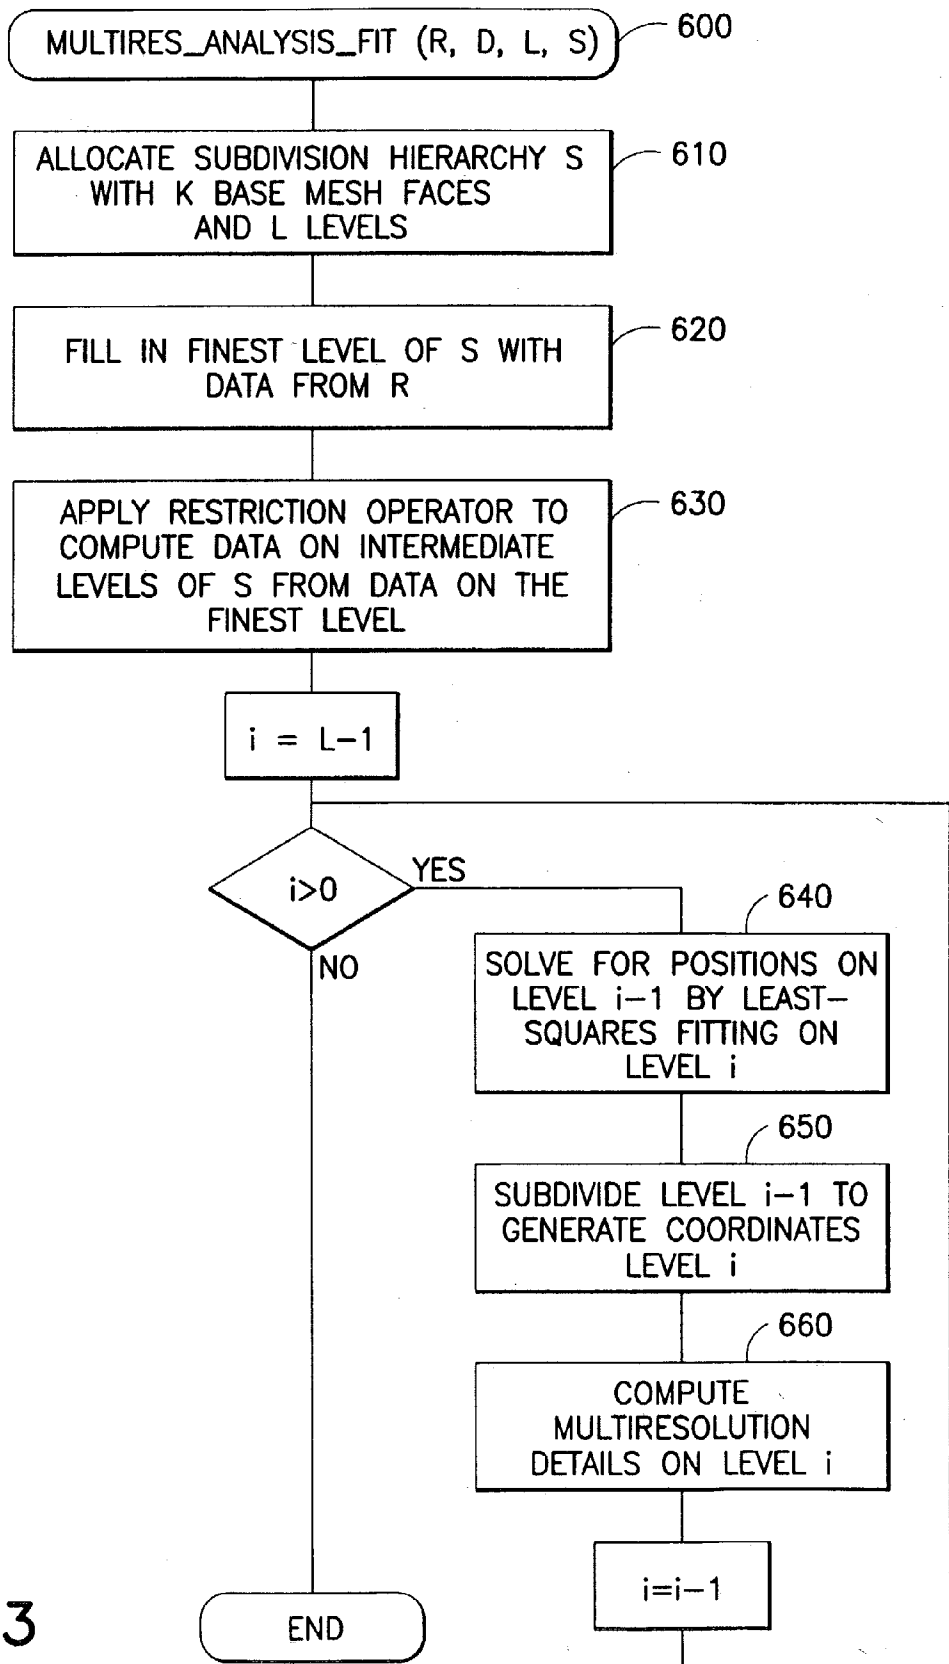 MULTIRES_ANALYSIS_FIT (R, D, L, S)
600
ALLOCATE SUBDIVISION HIERARCHY S
WITH K BASE MESH FACES
AND L LEVELS
610
FILL IN FINEST LEVEL OF S WITH
DATA FROM R
620
APPLY RESTRICTION OPERATOR TO
COMPUTE DATA ON INTERMEDIATE
LEVELS OF S FROM DATA ON THE
FINEST LEVEL
630
i = L-1
i>0
YES
NO
640
SOLVE FOR POSITIONS ON
LEVEL i-1 BY LEAST-
SQUARES FITTING ON
LEVEL i
650
SUBDIVIDE LEVEL i-1 TO
GENERATE COORDINATES
LEVEL i
660
COMPUTE
MULTIRESOLUTION
DETAILS ON LEVEL i
i=i-1
END
3